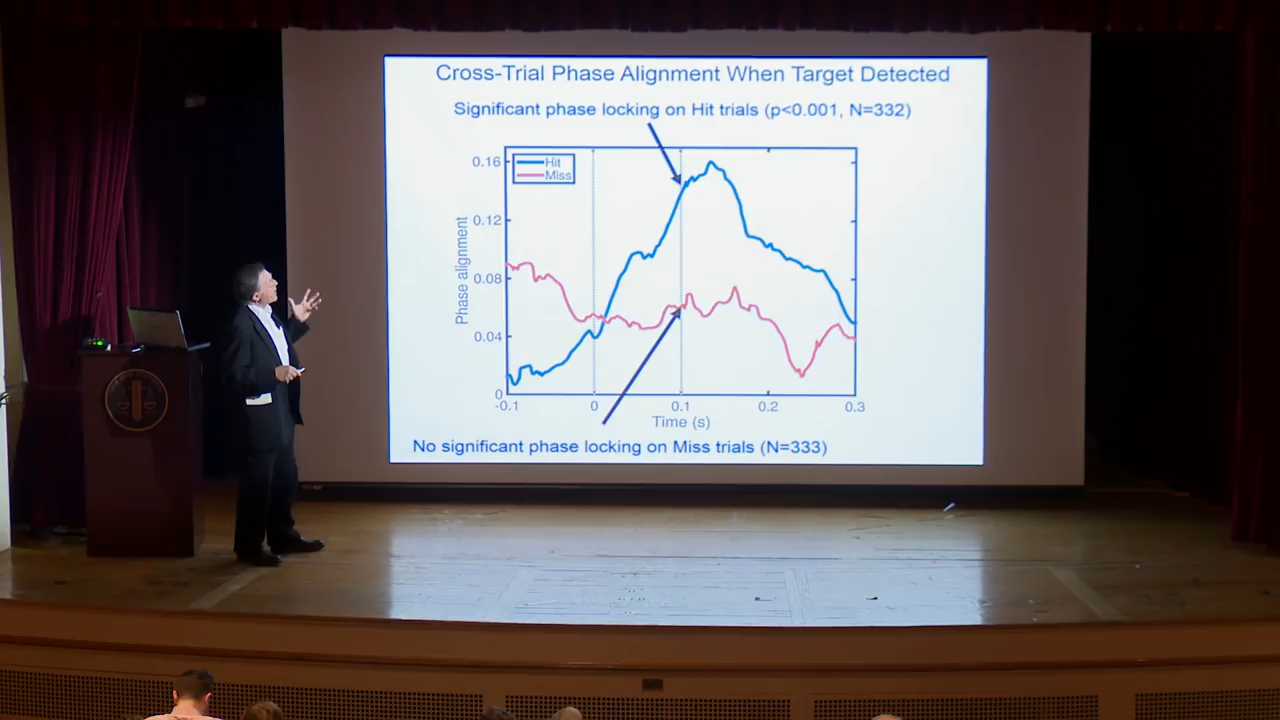 Cross-Trial Phase Alignment When Target Detected
Significant phase locking on Hit trials (p<0.001, N=332)
Hit
Miss
0.16
0.12
0.08
0.04
0
Phase alignment
-0.1 0 0.1 0.2 0.3
Time (s)
No significant phase locking on Miss trials (N=333)